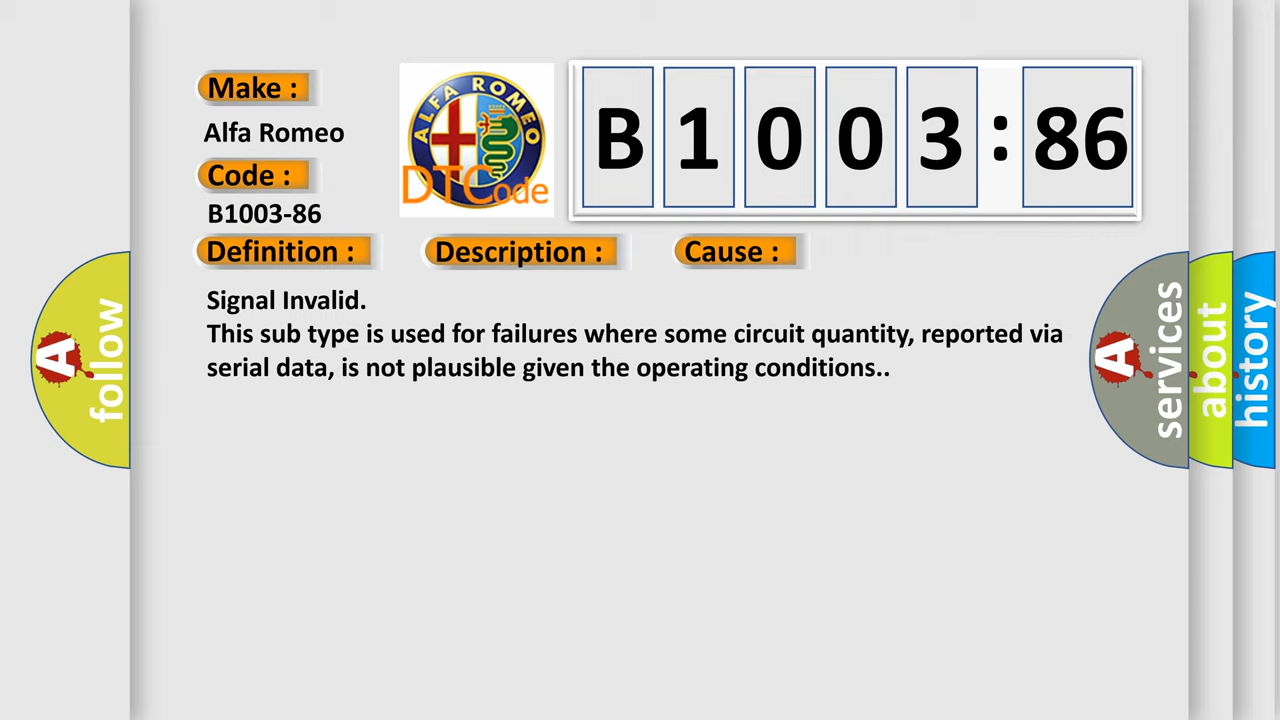 Make :
Alfa Romeo
Code :
B1003-86
ALFA ROMEO
DTCode
B 1 0 0 3 : 86
Definition :
Description :
Cause :
Signal Invalid.
This sub type is used for failures where some circuit quantity, reported via
serial data, is not plausible given the operating conditions..
A
follow
A
services
about
history